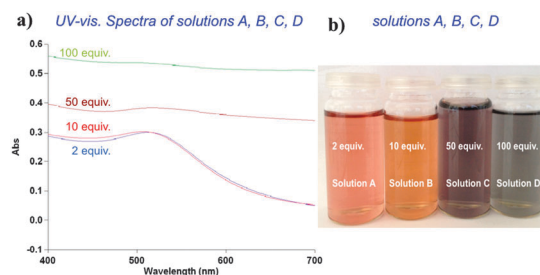 a)
UV-vis. Spectra of solutions A, B, C, D
0.6
0.5
0.4
0.3
0.2
0.1
0.0
-0.1
Abs
100 equiv.
50 equiv.
10 equiv.
2 equiv.
400
500
600
700
Wavelength (nm)
b)
solutions A, B, C, D
2 equiv.
10 equiv.
50 equiv.
100 equiv.
Solution A
Solution B
Solution C
Solution D